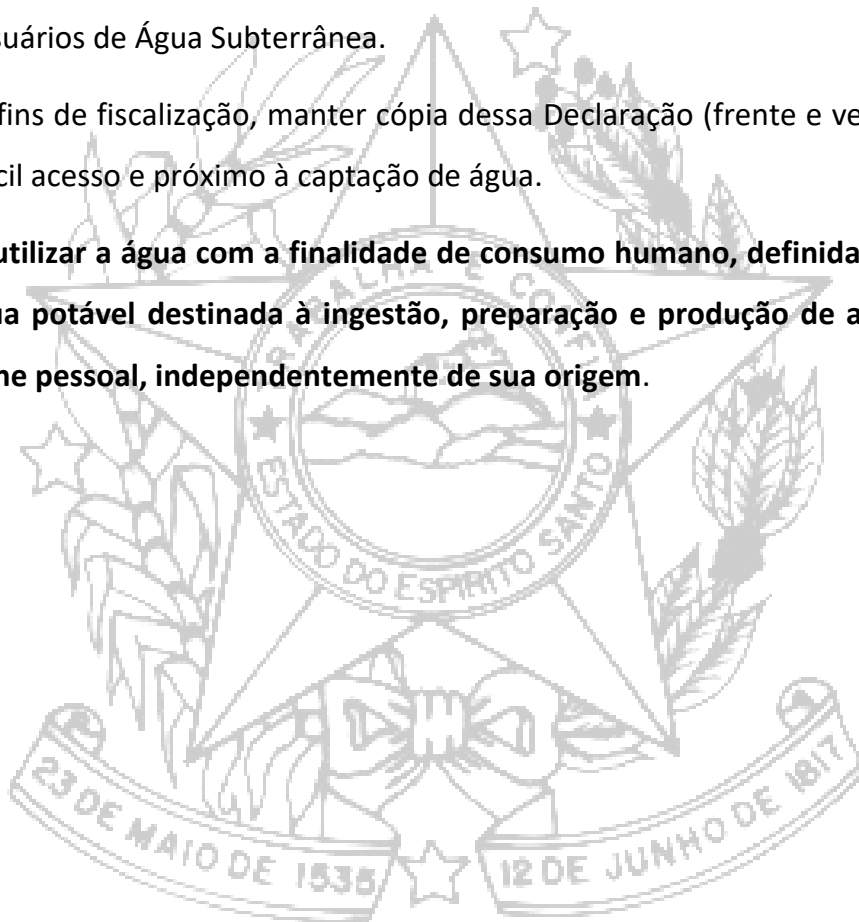 suários de Água Subterrânea.
fins de fiscalização, manter cópia dessa Declaração (frente e ve
cil acesso e próximo à captação de água.
utilizar a água com a finalidade de consumo humano, definida
a potável destinada à ingestão, preparação e produção de a
ne pessoal, independentemente de sua origem.
TRABALHA E CONFIA
ESTADO DO ESPIRITO SANTO
23 DE MAIO DE 1535
12 DE JUNHO DE 1817